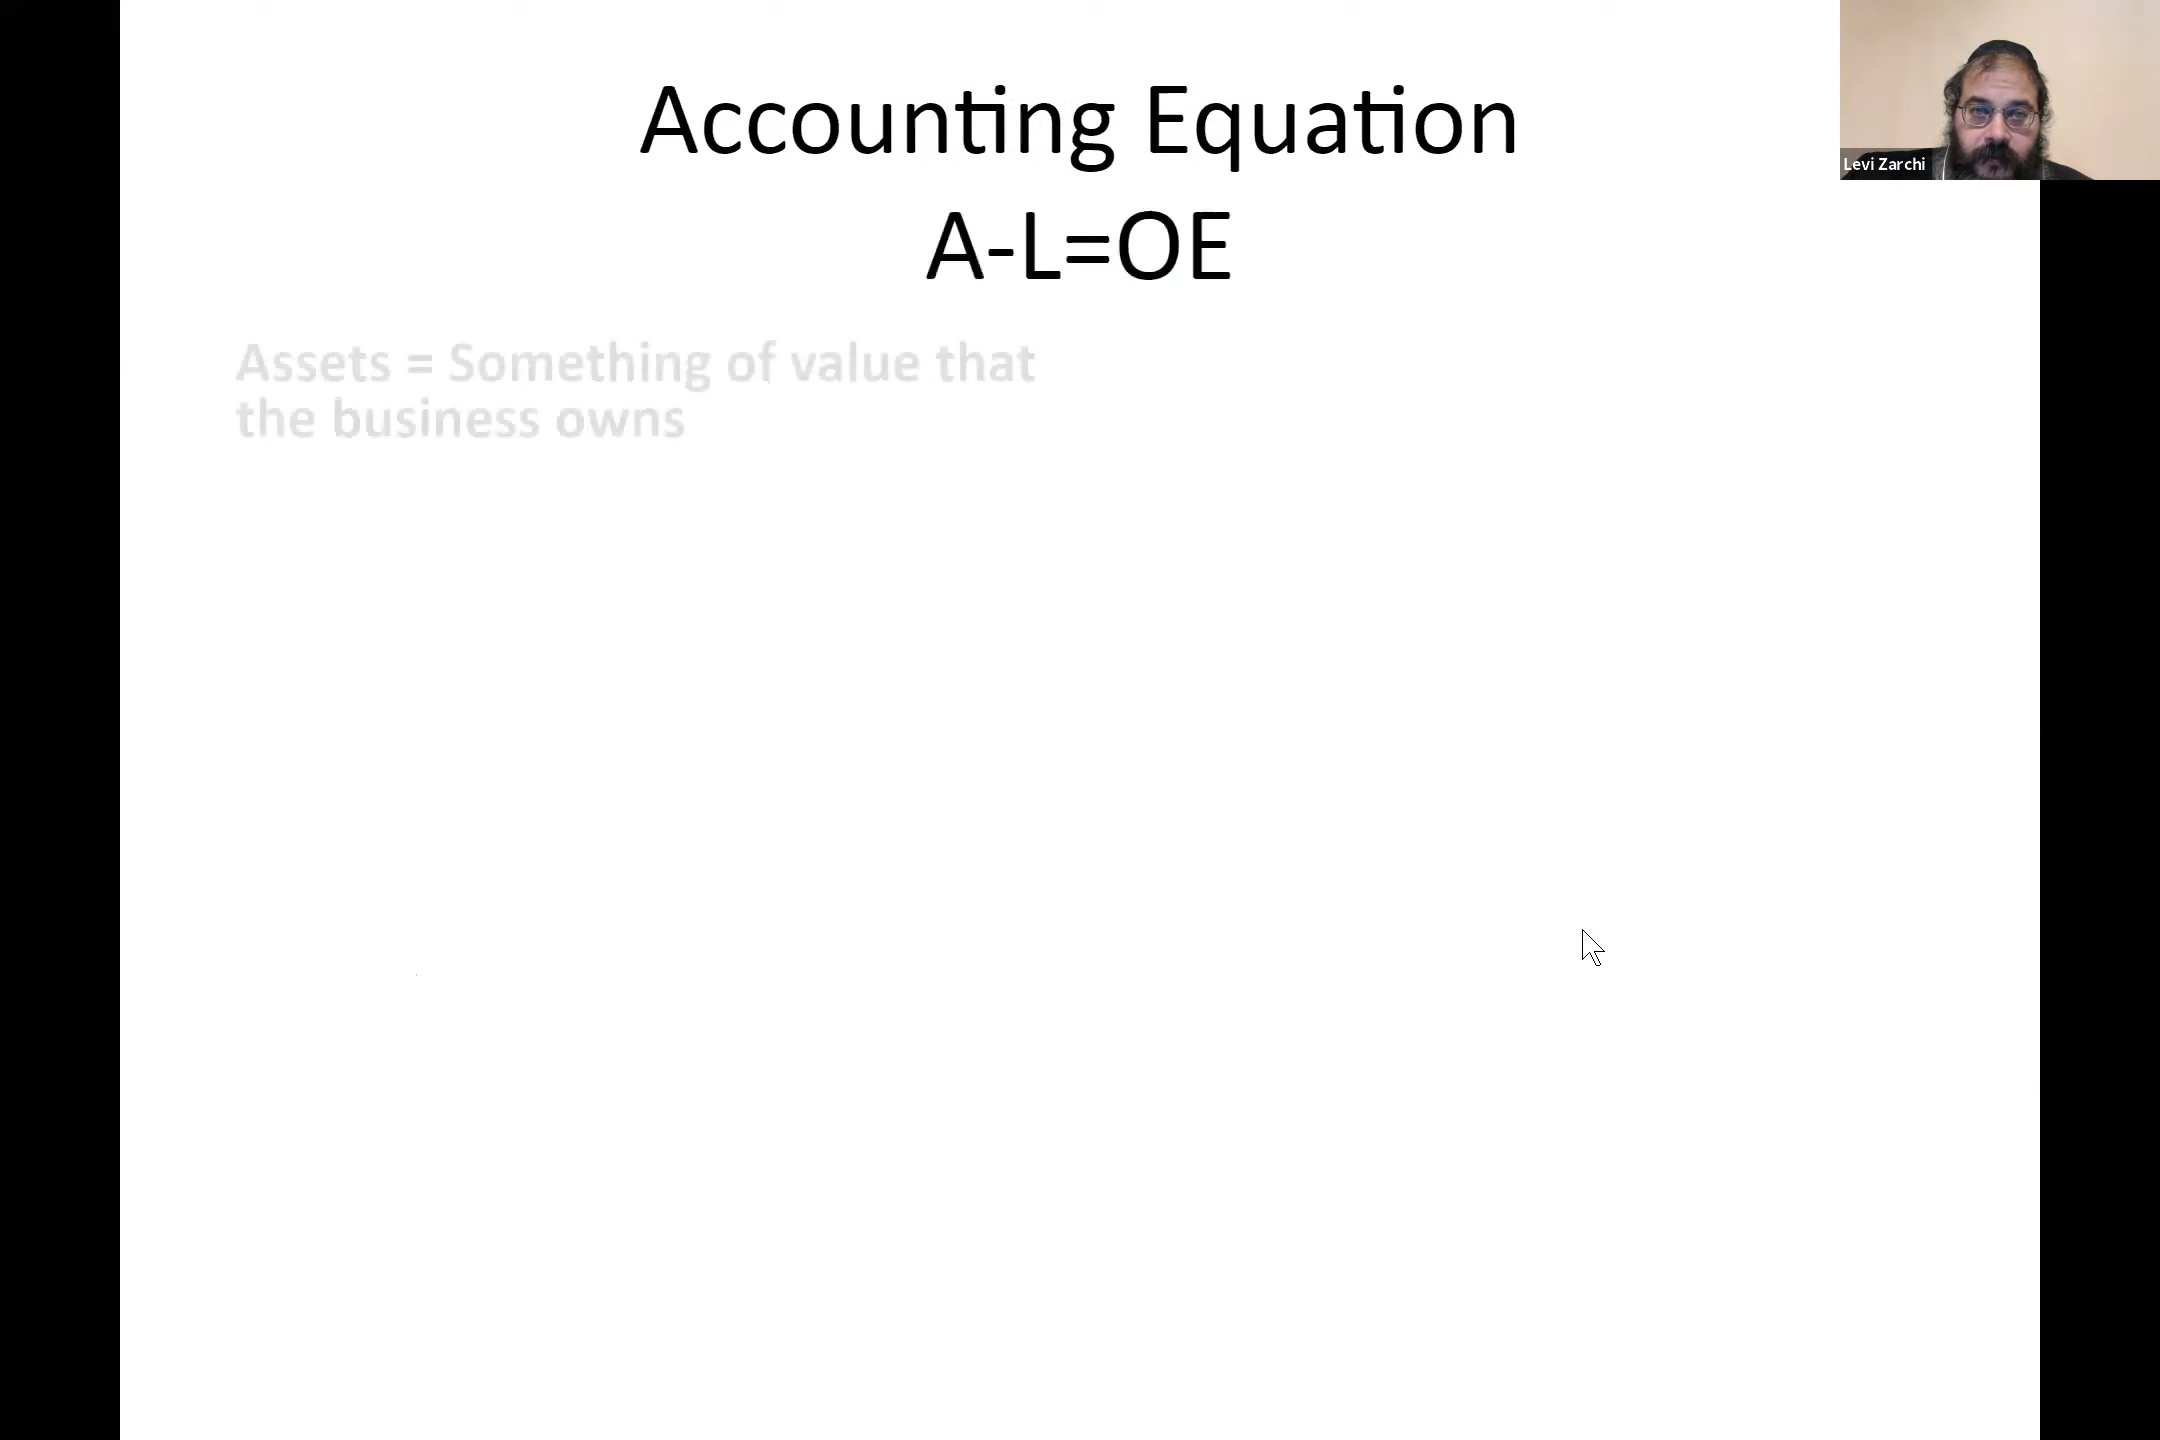 Accounting Equation
A-L=OE
Assets = Something of value that
the business owns
Levi Zarchi